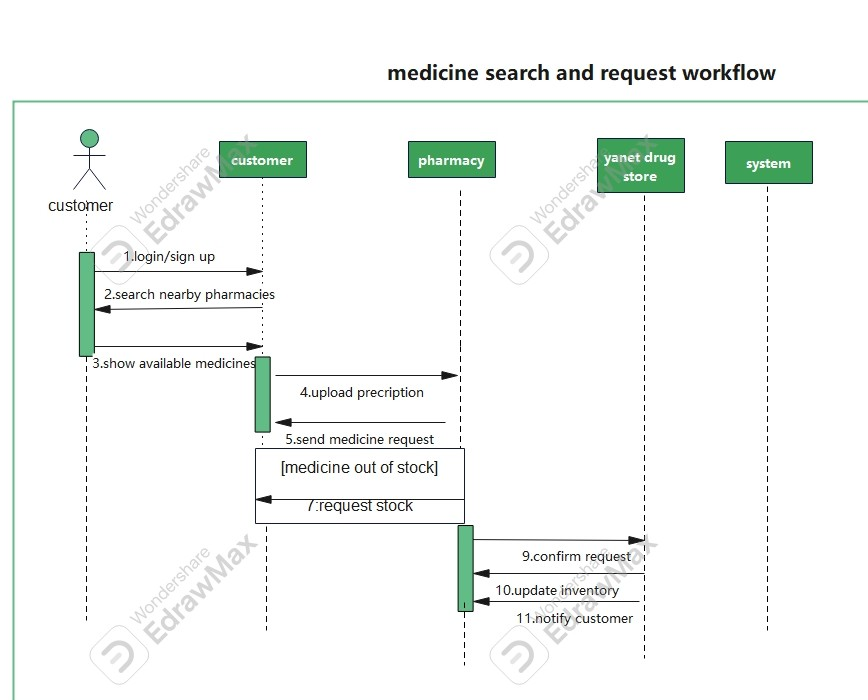 medicine search and request workflow
customer
customer
pharmacy
yanet drug
store
system
1.login/sign up
2.search nearby pharmacies
3.show available medicines
4.upload precription
5.send medicine request
[medicine out of stock]
7.request stock
9.confirm request
10.update inventory
11.notify customer
Wondershare
EdrawMax
Wondershare
EdrawMax
Wondershare
EdrawMax
Wondershare
EdrawMax